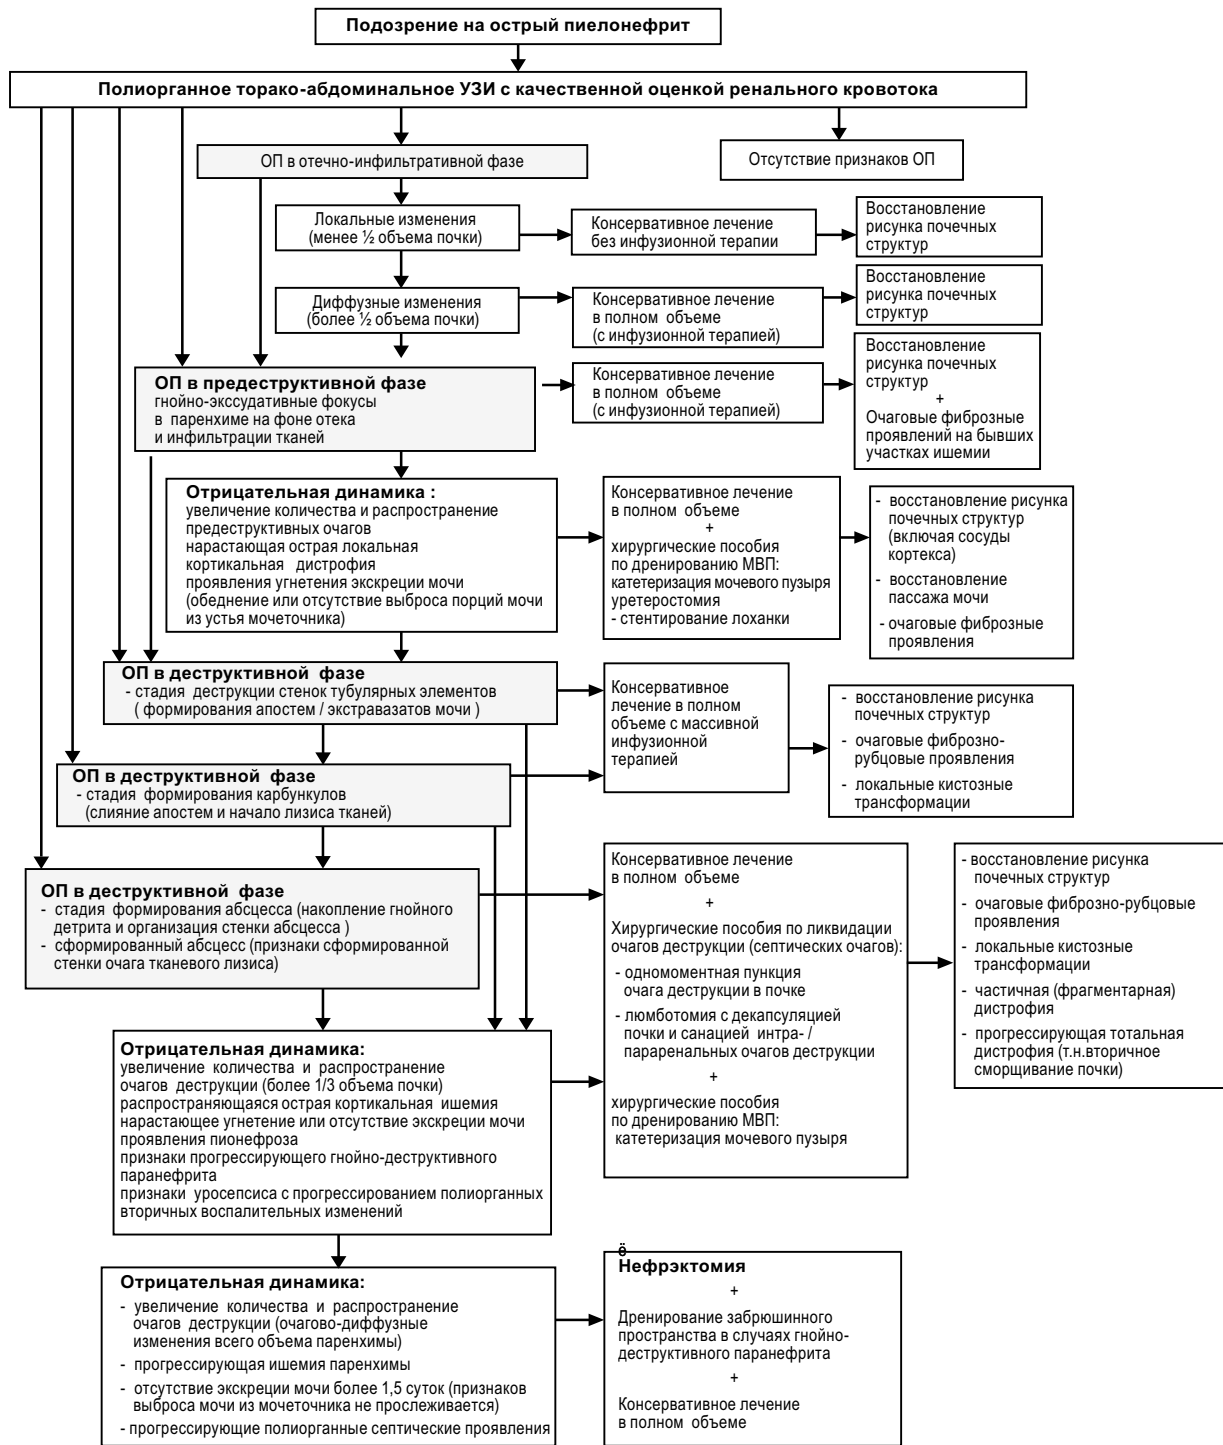 Подозрение на острый пиелонефрит
Полиорганное торако-абдоминальное УЗИ с качественной оценкой ренального кровотока
ОП в отечно-инфильтративной фазе
Отсутствие признаков ОП
Локальные изменения
(менее ½ объема почки)
Консервативное лечение
без инфузионной терапии
Восстановление
рисунка почечных
структур
Диффузные изменения
(более ½ объема почки)
Консервативное лечение
в полном объеме
(с инфузионной терапией)
Восстановление
рисунка почечных
структур
ОП в предеструктивной фазе
гнойно-экссудативные фокусы
в паренхиме на фоне отека
и инфильтрации тканей
Консервативное лечение
в полном объеме
(с инфузионной терапией)
Восстановление
рисунка почечных
структур
+
Очаговые фиброзные
проявлений на бывших
участках ишемии
Отрицательная динамика :
увеличение количества и распространение
предеструктивных очагов
нарастающая острая локальная
кортикальная дистрофия
проявления угнетения экскреции мочи
(обеднение или отсутствие выброса порций мочи
из устья мочеточника)
Консервативное лечение
в полном объеме
+
хирургические пособия
по дренированию МВП:
катетеризация мочевого пузыря
уретеростомия
- стентирование лоханки
- восстановление рисунка
почечных структур
(включая сосуды
кортекса)
- восстановление
пассажа мочи
- очаговые фиброзные
проявления
ОП в деструктивной фазе
- стадия деструкции стенок тубулярных элементов
( формирования апостем / экстравазатов мочи )
Консервативное
лечение в полном
объеме с массивной
инфузионной
терапией
- восстановление рисунка
почечных структур
- очаговые фиброзно-
рубцовые проявления
- локальные кистозные
трансформации
ОП в деструктивной фазе
- стадия формирования карбункулов
(слияние апостем и начало лизиса тканей)
ОП в деструктивной фазе
- стадия формирования абсцесса (накопление гнойного
детрита и организация стенки абсцесса )
- сформированный абсцесс (признаки сформированной
стенки очага тканевого лизиса)
Консервативное лечение
в полном объеме
+
Хирургические пособия по ликвидации
очагов деструкции (септических очагов):
- одномоментная пункция
очага деструкции в почке
- люмботомия с декапсуляцией
почки и санацией интра- /
параренальных очагов деструкции
+
хирургические пособия
по дренированию МВП:
катетеризация мочевого пузыря
- восстановление рисунка
почечных структур
- очаговые фиброзно-рубцовые
проявления
- локальные кистозные
трансформации
- частичная (фрагментарная)
дистрофия
- прогрессирующая тотальная
дистрофия (т.н.вторичное
сморщивание почки)
Отрицательная динамика:
увеличение количества и распространение
очагов деструкции (более 1/3 объема почки)
распространяющаяся острая кортикальная ишемия
нарастающее угнетение или отсутствие экскреции мочи
проявления пионефроза
признаки прогрессирующего гнойно-деструктивного
паранефрита
признаки уросепсиса с прогрессированием полиорганных
вторичных воспалительных изменений
Отрицательная динамика:
- увеличение количества и распространение
очагов деструкции (очагово-диффузные
изменения всего объема паренхимы)
- прогрессирующая ишемия паренхимы
- отсутствие экскреции мочи более 1,5 суток (признаков
выброса мочи из мочеточника не прослеживается)
- прогрессирующие полиорганные септические проявления
ё
Нефрэктомия
+
Дренирование забрюшинного
пространства в случаях гнойно-
деструктивного паранефрита
+
Консервативное лечение
в полном объеме